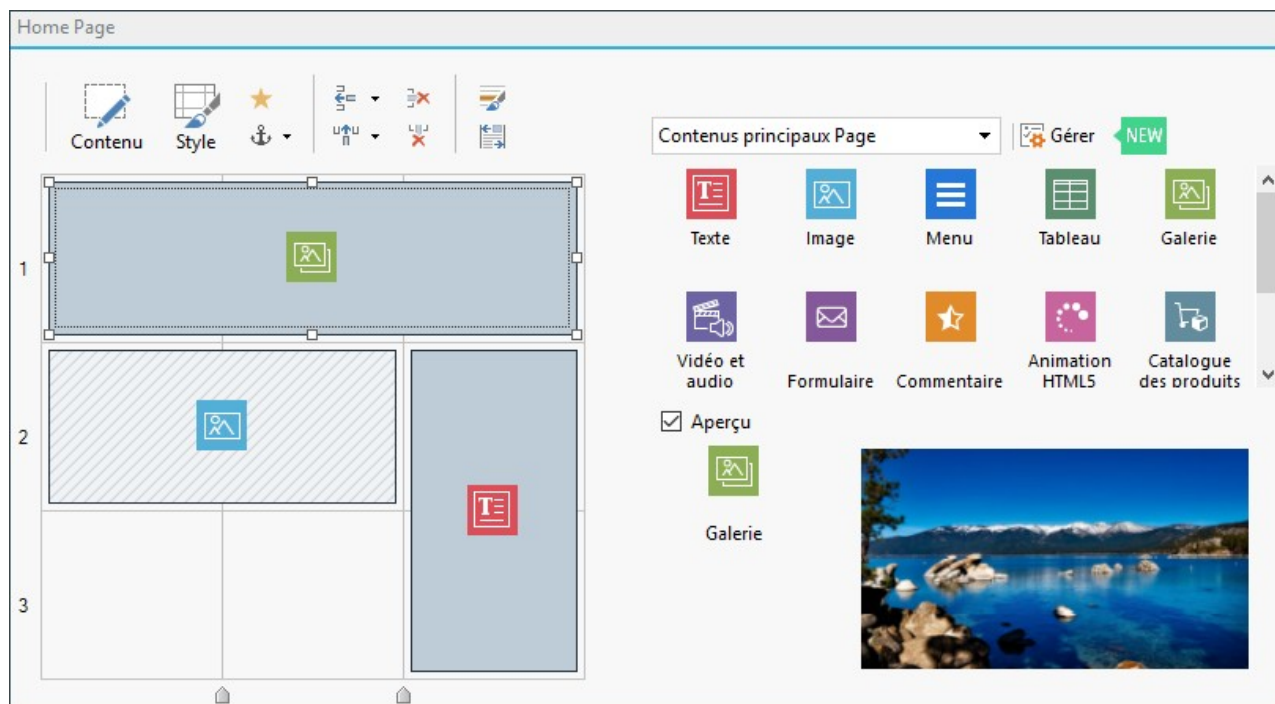 Home Page
Contenu
Style
Contenus principaux Page
Gérer
NEW
Texte
Image
Menu
Tableau
Galerie
Vidéo et
audio
Formulaire
Commentaire
Animation
HTML5
Catalogue
des produits
Aperçu
Galerie
1
2
3